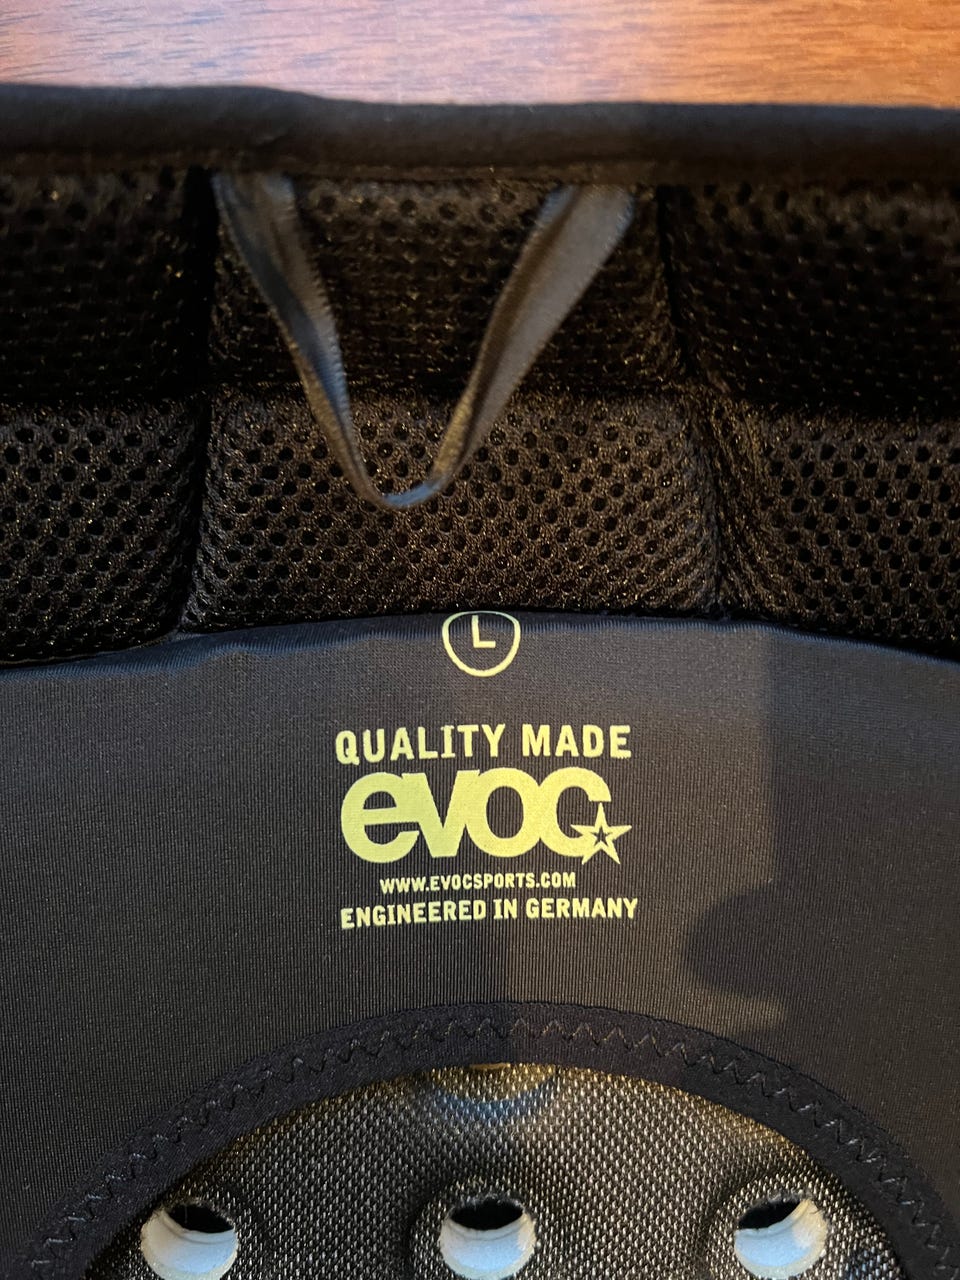 L
QUALITY MADE
evoc
WWW.EVOCSPORTS.COM
ENGINEERED IN GERMANY